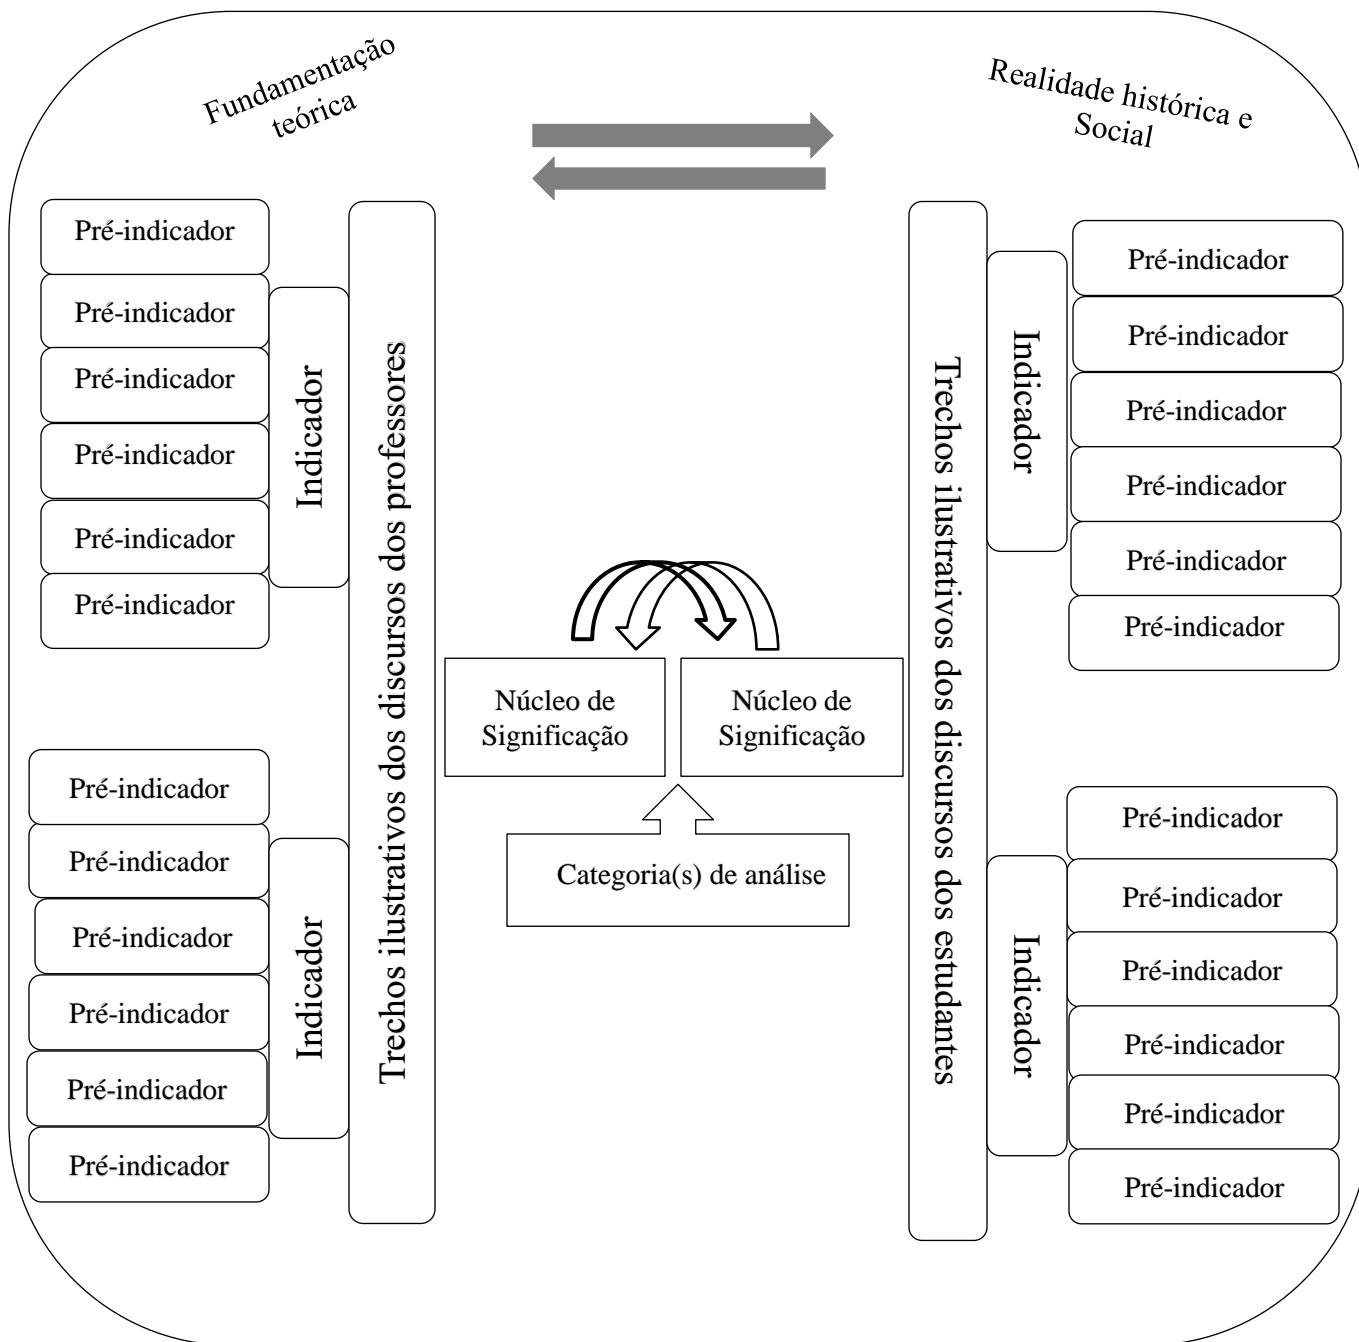 Fundamentação
teórica
Realidade histórica e
Social
Pré-indicador
Pré-indicador
Pré-indicador
Pré-indicador
Pré-indicador
Pré-indicador
Indicador
Pré-indicador
Pré-indicador
Pré-indicador
Pré-indicador
Pré-indicador
Pré-indicador
Indicador
Trechos ilustrativos dos discursos dos professores
Núcleo de
Significação
Núcleo de
Significação
Categoria(s) de análise
Trechos ilustrativos dos discursos dos estudantes
Indicador
Pré-indicador
Pré-indicador
Pré-indicador
Pré-indicador
Pré-indicador
Pré-indicador
Indicador
Pré-indicador
Pré-indicador
Pré-indicador
Pré-indicador
Pré-indicador
Pré-indicador